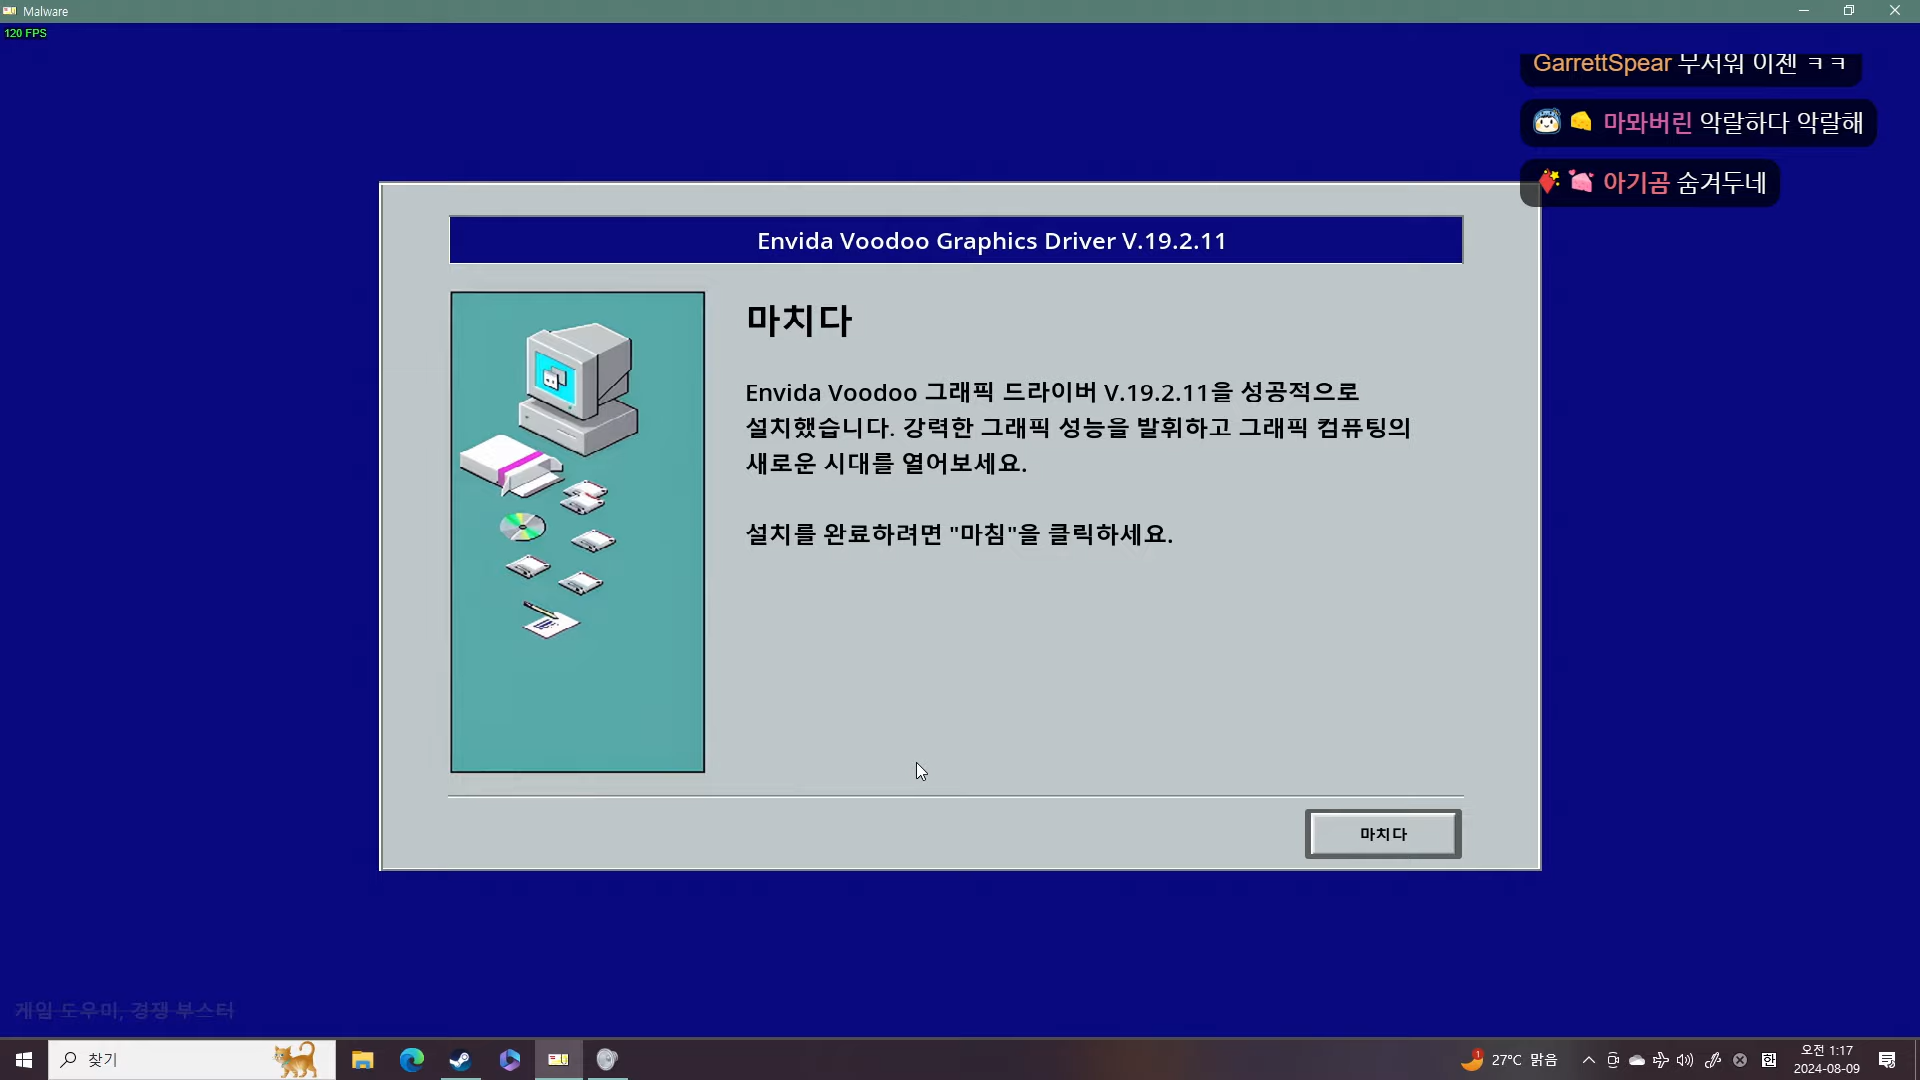 Malware
120 FPS
GarrettSpear 무서워 이젠 ㅋㅋ
마뫄버린 악랄하다 악랄해
아기곰 숨겨두네
Envida Voodoo Graphics Driver V.19.2.11
마치다
Envida Voodoo 그래픽 드라이버 V.19.2.11을 성공적으로
설치했습니다. 강력한 그래픽 성능을 발휘하고 그래픽 컴퓨팅의
새로운 시대를 열어보세요.
설치를 완료하려면 "마침"을 클릭하세요.
마치다
게임 도우미, 경쟁 부스터
찾기
1
27°C 맑음
한
오전 1:17
2024-08-09